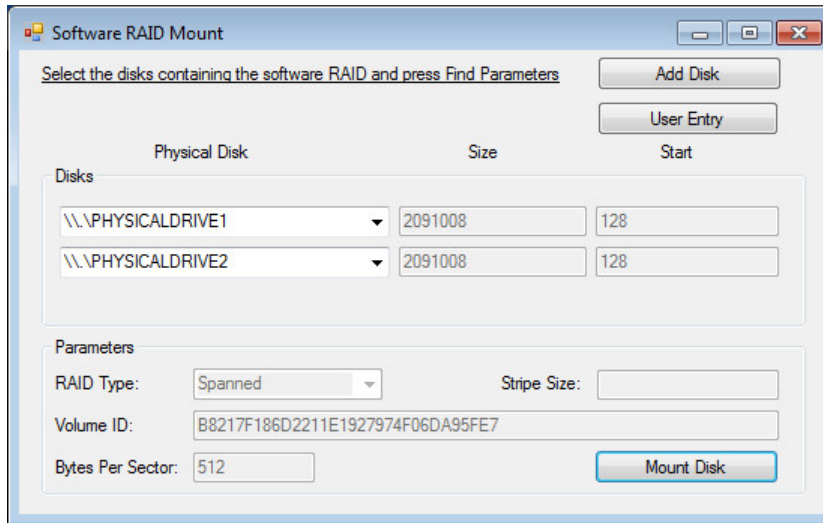 Software RAID Mount
Select the disks containing the software RAID and press Find Parameters
Add Disk
User Entry
Physical Disk Size Start
Disks
\\.\PHYSICALDRIVE1 2091008 128
\\.\PHYSICALDRIVE2 2091008 128
Parameters
RAID Type: Spanned Stripe Size:
Volume ID: B8217F186D2211E1927974F06DA95FE7
Bytes Per Sector: 512 Mount Disk